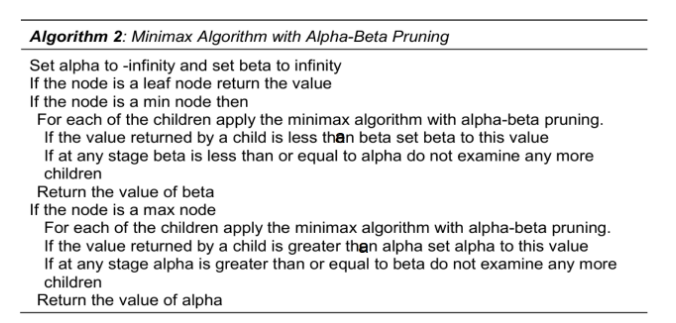 Algorithm 2: Minimax Algorithm with Alpha-Beta Pruning
Set alpha to -infinity and set beta to infinity
If the node is a leaf node return the value
If the node is a min node then
For each of the children apply the minimax algorithm with alpha-beta pruning.
If the value returned by a child is less than beta set beta to this value
If at any stage beta is less than or equal to alpha do not examine any more
children
Return the value of beta
If the node is a max node
For each of the children apply the minimax algorithm with alpha-beta pruning.
If the value returned by a child is greater than alpha set alpha to this value
If at any stage alpha is greater than or equal to beta do not examine any more
children
Return the value of alpha